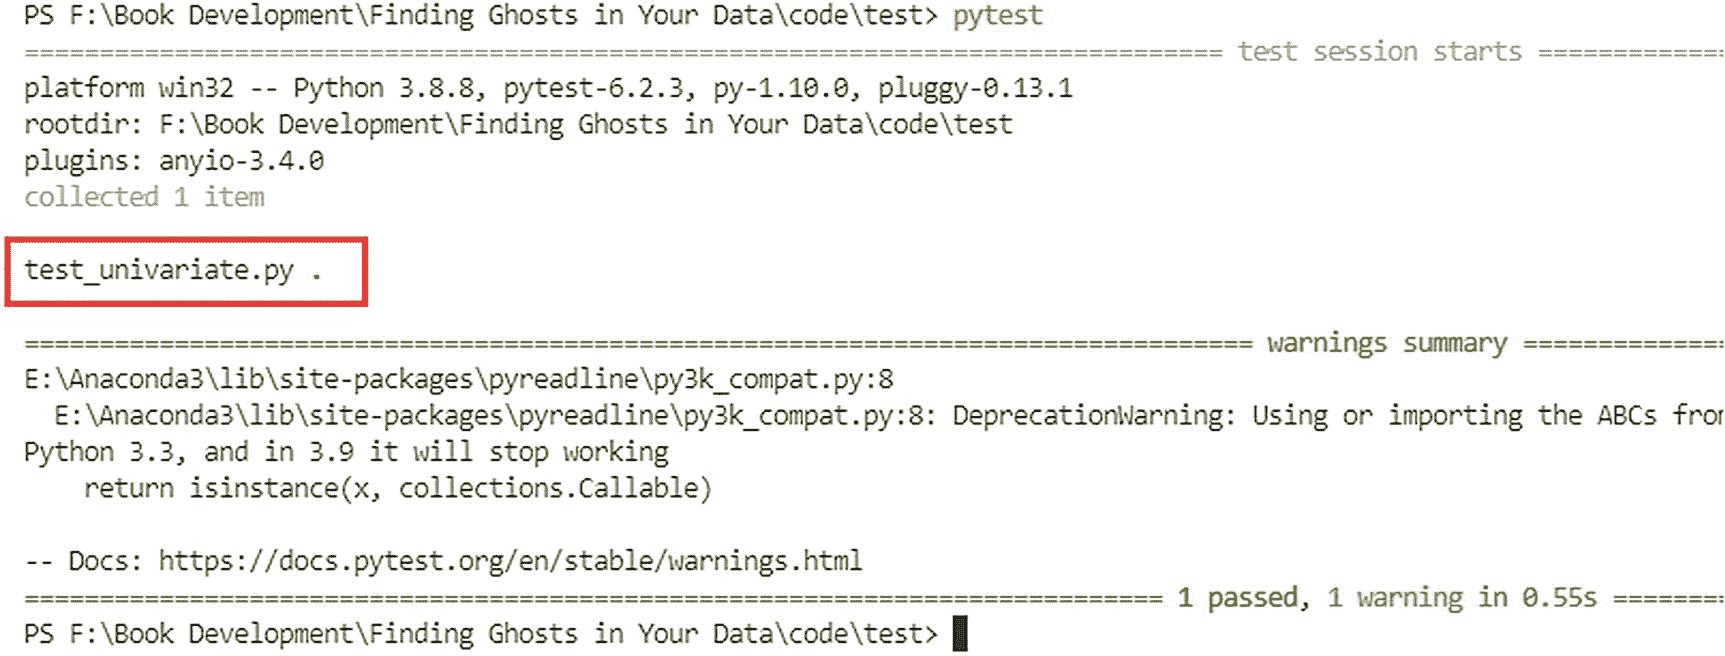 PS F:\Book Development\Finding Ghosts in Your Data\code\test> pytest
================================================================================ test session starts =============
platform win32 -- Python 3.8.8, pytest-6.2.3, py-1.10.0, pluggy-0.13.1
rootdir: F:\Book Development\Finding Ghosts in Your Data\code\test
plugins: anyio-3.4.0
collected 1 item
test_univariate.py .
================================================================================== warnings summary ==============
E:\Anaconda3\lib\site-packages\pyreadline\py3k_compat.py:8
E:\Anaconda3\lib\site-packages\pyreadline\py3k_compat.py:8: DeprecationWarning: Using or importing the ABCs from
Python 3.3, and in 3.9 it will stop working
return isinstance(x, collections.Callable)
-- Docs: https://docs.pytest.org/en/stable/warnings.html
============================================================================ 1 passed, 1 warning in 0.55s ========
PS F:\Book Development\Finding Ghosts in Your Data\code\test>